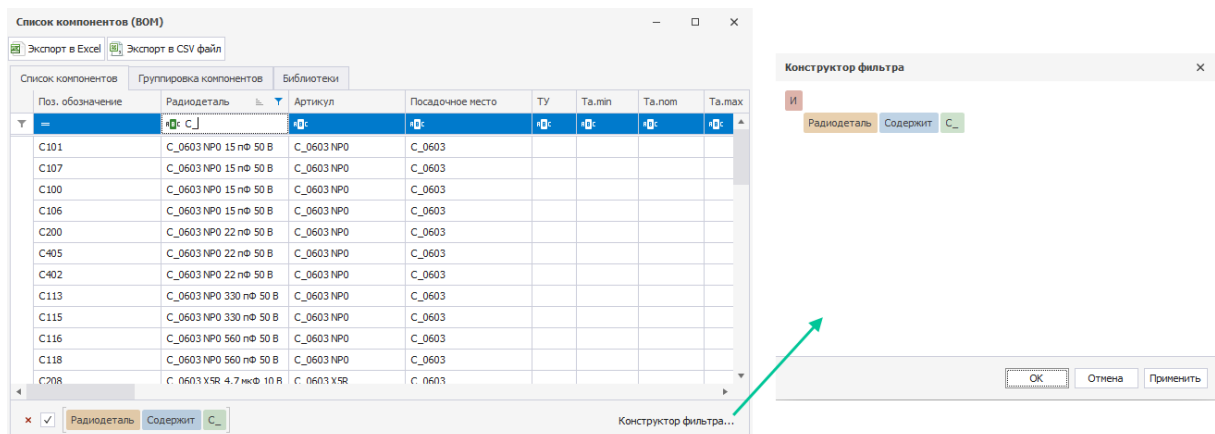 Список компонентов (BOM)
Экспорт в Excel Экспорт в CSV файл
Список компонентов Группировка компонентов Библиотеки
Поз. обозначение Радиодеталь Артикул Посадочное место ТУ Ta.min Ta.nom Ta.max
= C_
C101 C_0603 NP0 15 пФ 50 В C_0603 NP0 C_0603
C107 C_0603 NP0 15 пФ 50 В C_0603 NP0 C_0603
C100 C_0603 NP0 15 пФ 50 В C_0603 NP0 C_0603
C106 C_0603 NP0 15 пФ 50 В C_0603 NP0 C_0603
C200 C_0603 NP0 22 пФ 50 В C_0603 NP0 C_0603
C405 C_0603 NP0 22 пФ 50 В C_0603 NP0 C_0603
C402 C_0603 NP0 22 пФ 50 В C_0603 NP0 C_0603
C113 C_0603 NP0 330 пФ 50 В C_0603 NP0 C_0603
C115 C_0603 NP0 330 пФ 50 В C_0603 NP0 C_0603
C116 C_0603 NP0 560 пФ 50 В C_0603 NP0 C_0603
C118 C_0603 NP0 560 пФ 50 В C_0603 NP0 C_0603
C208 C_0603 X5R 4.7 мкФ 10 В C_0603 X5R C_0603
Радиодеталь Содержит C_ Конструктор фильтра...
Конструктор фильтра
И
Радиодеталь Содержит C_
ОК Отмена Применить